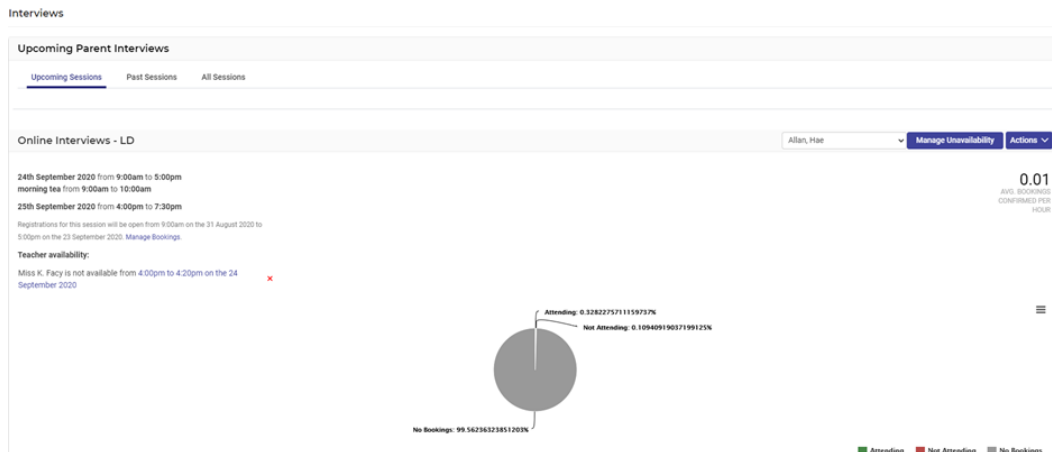 Interviews
Upcoming Parent Interviews
Upcoming Sessions Past Sessions All Sessions
Online Interviews - LD Allan, Hae Manage Unavailability Actions
24th September 2020 from 9:00am to 5:00pm
morning tea from 9:00am to 10:00am
25th September 2020 from 4:00pm to 7:30pm
Registrations for this session will be open from 9:00am on the 31 August 2020 to
5:00pm on the 23 September 2020. Manage Bookings.
Teacher availability:
Miss K. Facy is not available from 4:00pm to 4:20pm on the 24
September 2020
0.01
AVG. BOOKINGS
CONFIRMED PER
HOUR
Attending: 0.3282275711159737%
Not Attending: 0.10940919037199125%
No Bookings: 99.56236323851203%
Attending Not Attending No Bookings